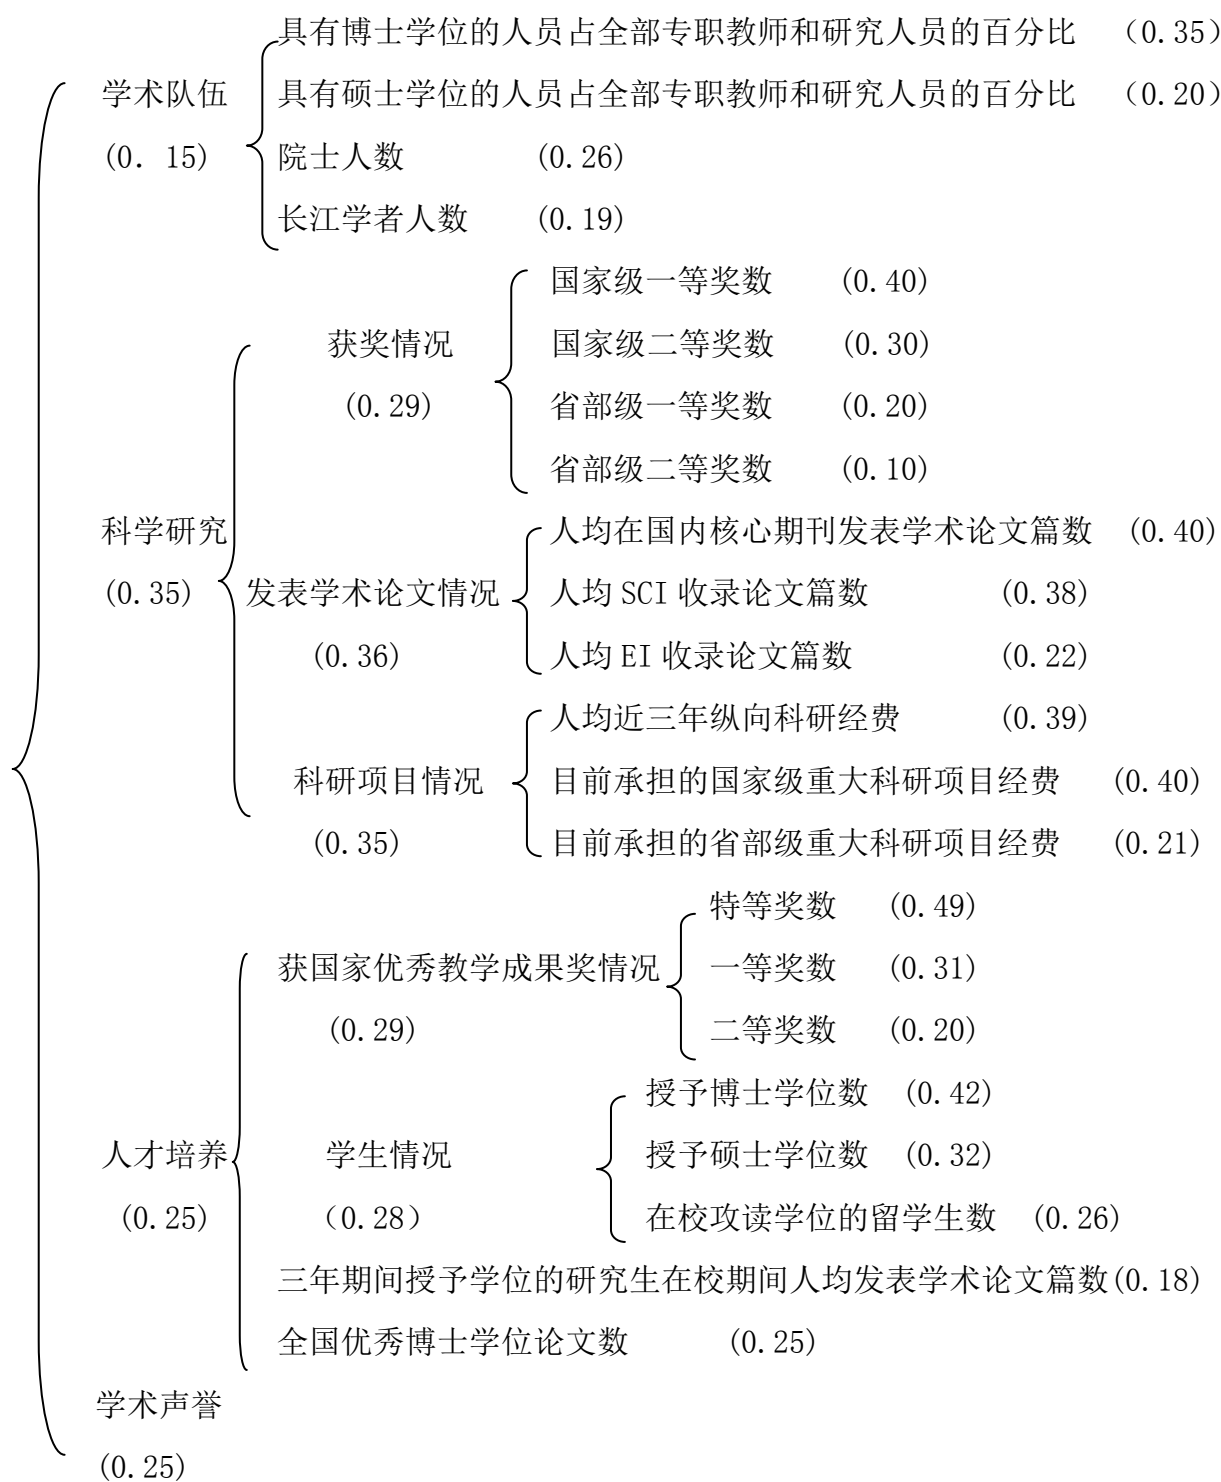 具有博士学位的人员占全部专职教师和研究人员的百分比 （0.35）
学术队伍 具有硕士学位的人员占全部专职教师和研究人员的百分比 （0.20）
(0. 15) 院士人数 (0.26)
长江学者人数 (0.19)
国家级一等奖数 (0.40)
获奖情况 国家级二等奖数 (0.30)
(0.29) 省部级一等奖数 (0.20)
省部级二等奖数 (0.10)
科学研究 人均在国内核心期刊发表学术论文篇数 (0.40)
(0.35) 发表学术论文情况 人均 SCI 收录论文篇数 (0.38)
(0.36) 人均 EI 收录论文篇数 (0.22)
人均近三年纵向科研经费 (0.39)
科研项目情况 目前承担的国家级重大科研项目经费 (0.40)
(0.35) 目前承担的省部级重大科研项目经费 (0.21)
特等奖数 (0.49)
获国家优秀教学成果奖情况 一等奖数 (0.31)
(0.29) 二等奖数 (0.20)
授予博士学位数 (0.42)
人才培养 学生情况 授予硕士学位数 (0.32)
(0.25) （0.28） 在校攻读学位的留学生数 (0.26)
三年期间授予学位的研究生在校期间人均发表学术论文篇数(0.18)
全国优秀博士学位论文数 (0.25)
学术声誉
(0.25)